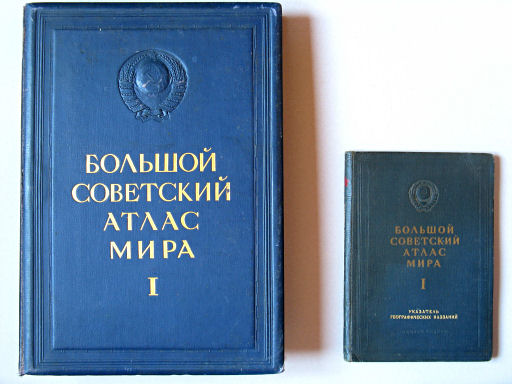 БОЛЬШОЙ
СОВЕТСКИЙ
АТЛАС
МИРА
I
БОЛЬШОЙ
СОВЕТСКИЙ
АТЛАС
МИРА
I
УКАЗАТЕЛЬ
ГЕОГРАФИЧЕСКИХ НАЗВАНИЙ